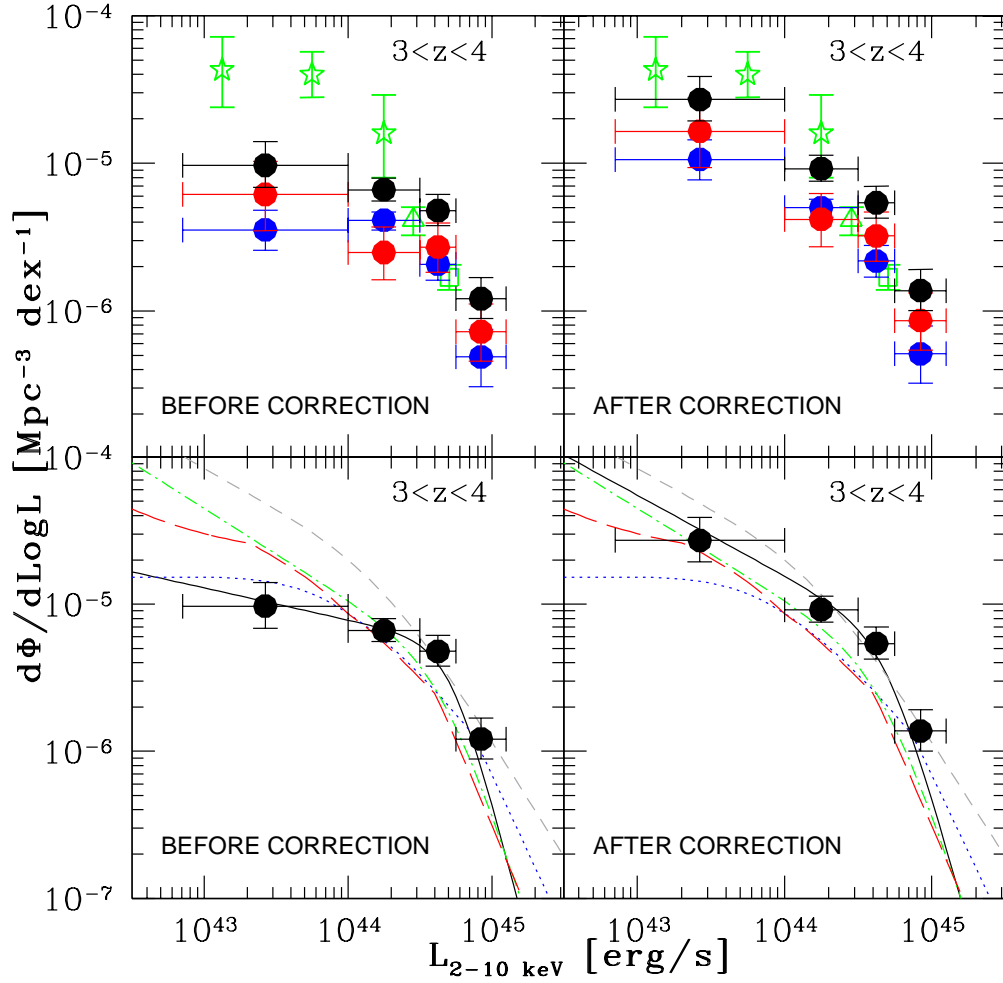 10⁻⁴
3<z<4
3<z<4
10⁻⁵
10⁻⁶
BEFORE CORRECTION
AFTER CORRECTION
dΦ/dLogL [Mpc⁻³ dex⁻¹]
10⁻⁴
3<z<4
3<z<4
10⁻⁵
10⁻⁶
BEFORE CORRECTION
AFTER CORRECTION
10⁻⁷
10⁴³
10⁴⁴
10⁴⁵
10⁴³
10⁴⁴
10⁴⁵
L₂₋₁₀ keV [erg/s]